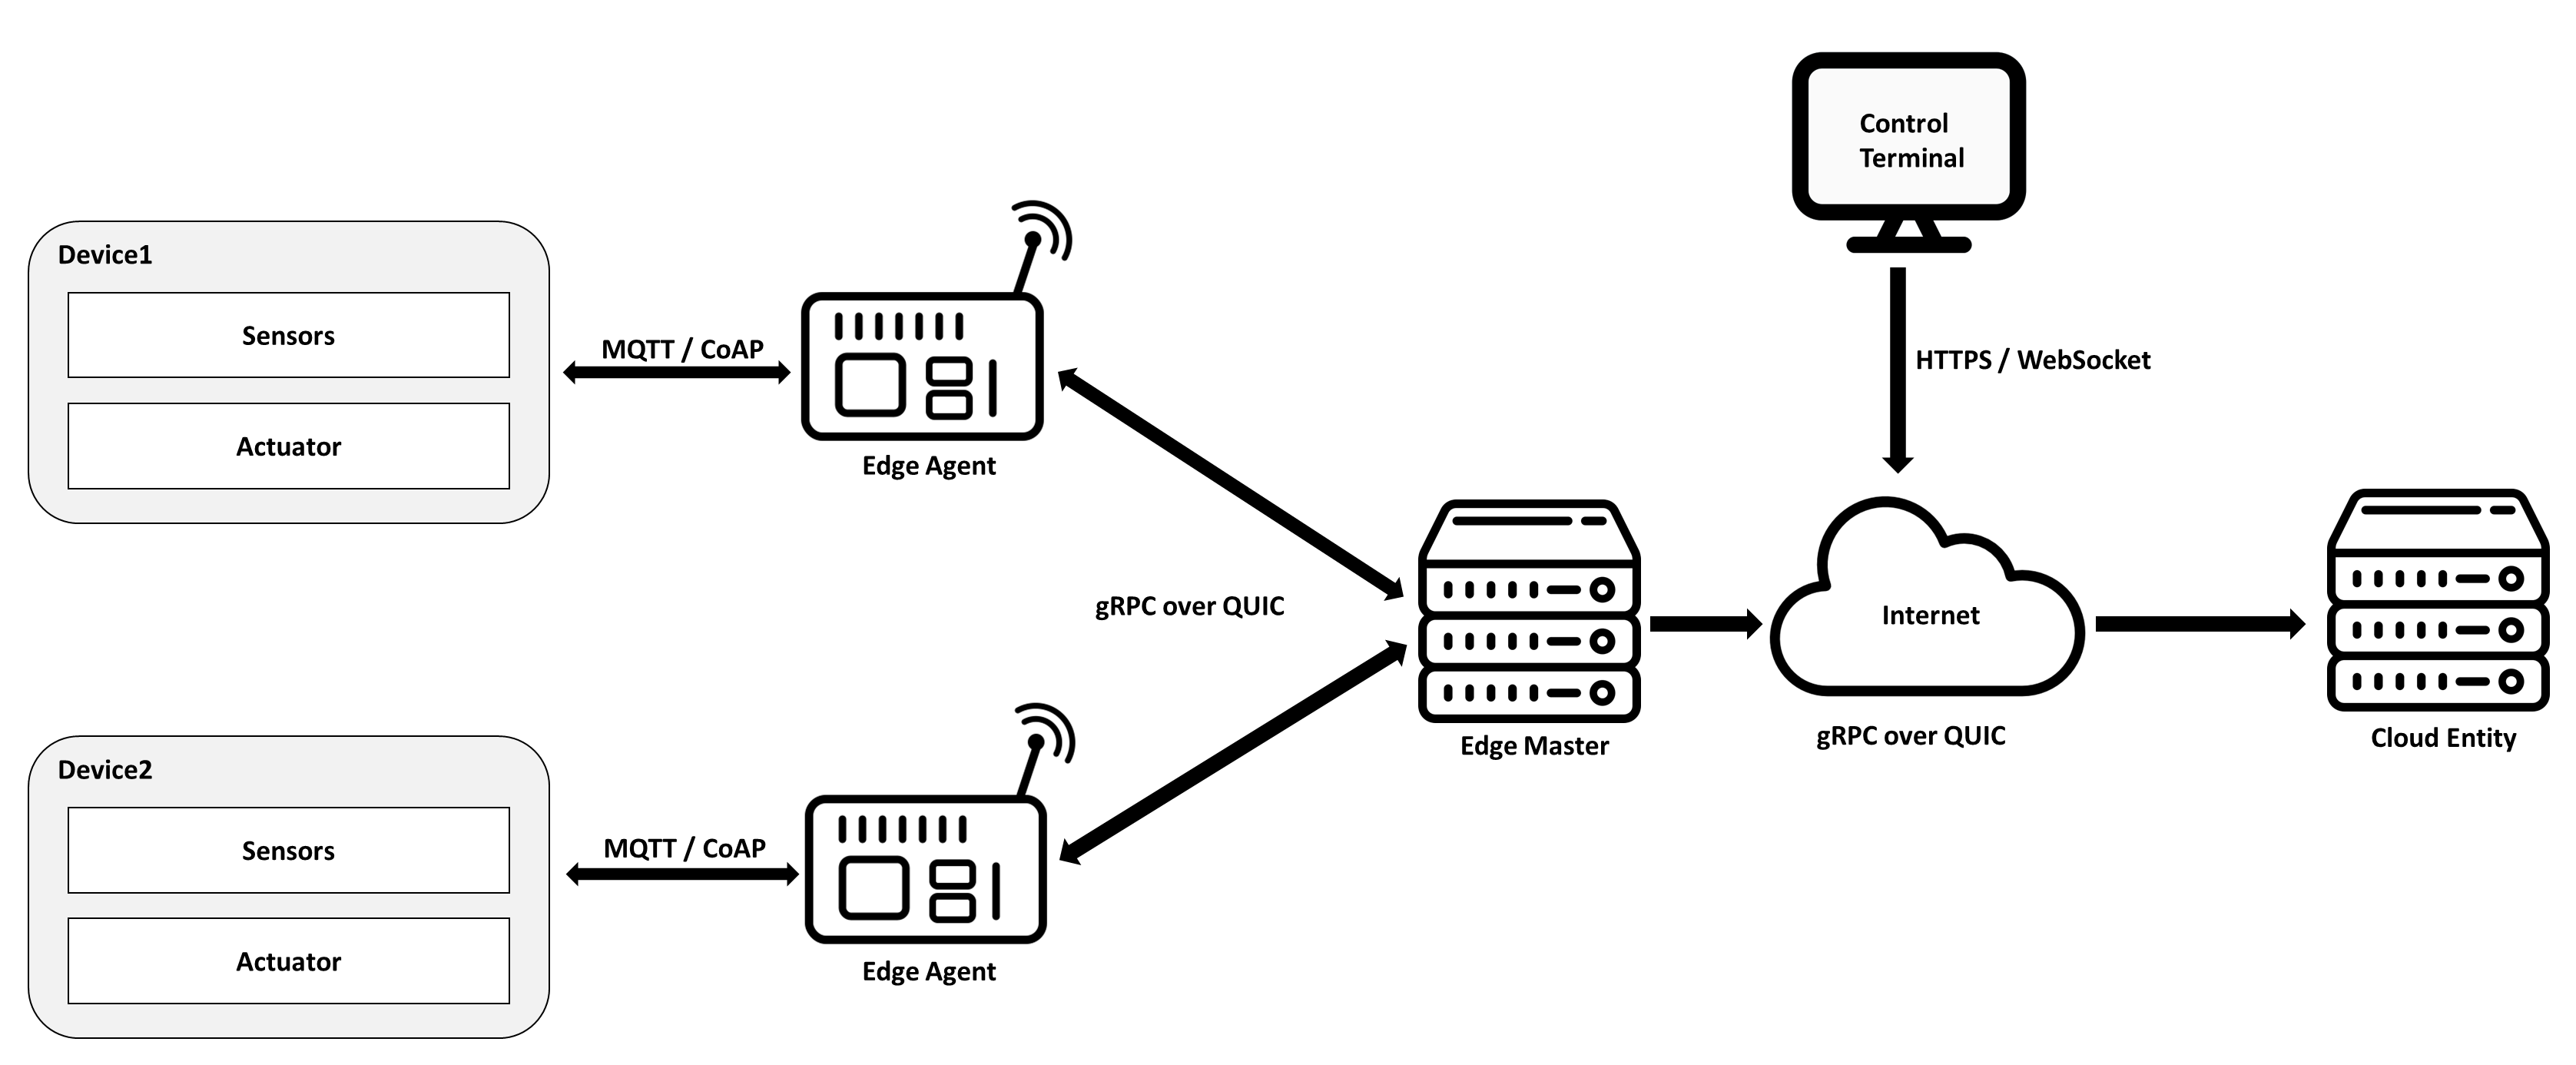 Control
Terminal
Device1
Sensors
MQTT / CoAP
Actuator
Edge Agent
HTTPS / WebSocket
gRPC over QUIC
Internet
Edge Master
gRPC over QUIC
Cloud Entity
Device2
Sensors
MQTT / CoAP
Actuator
Edge Agent